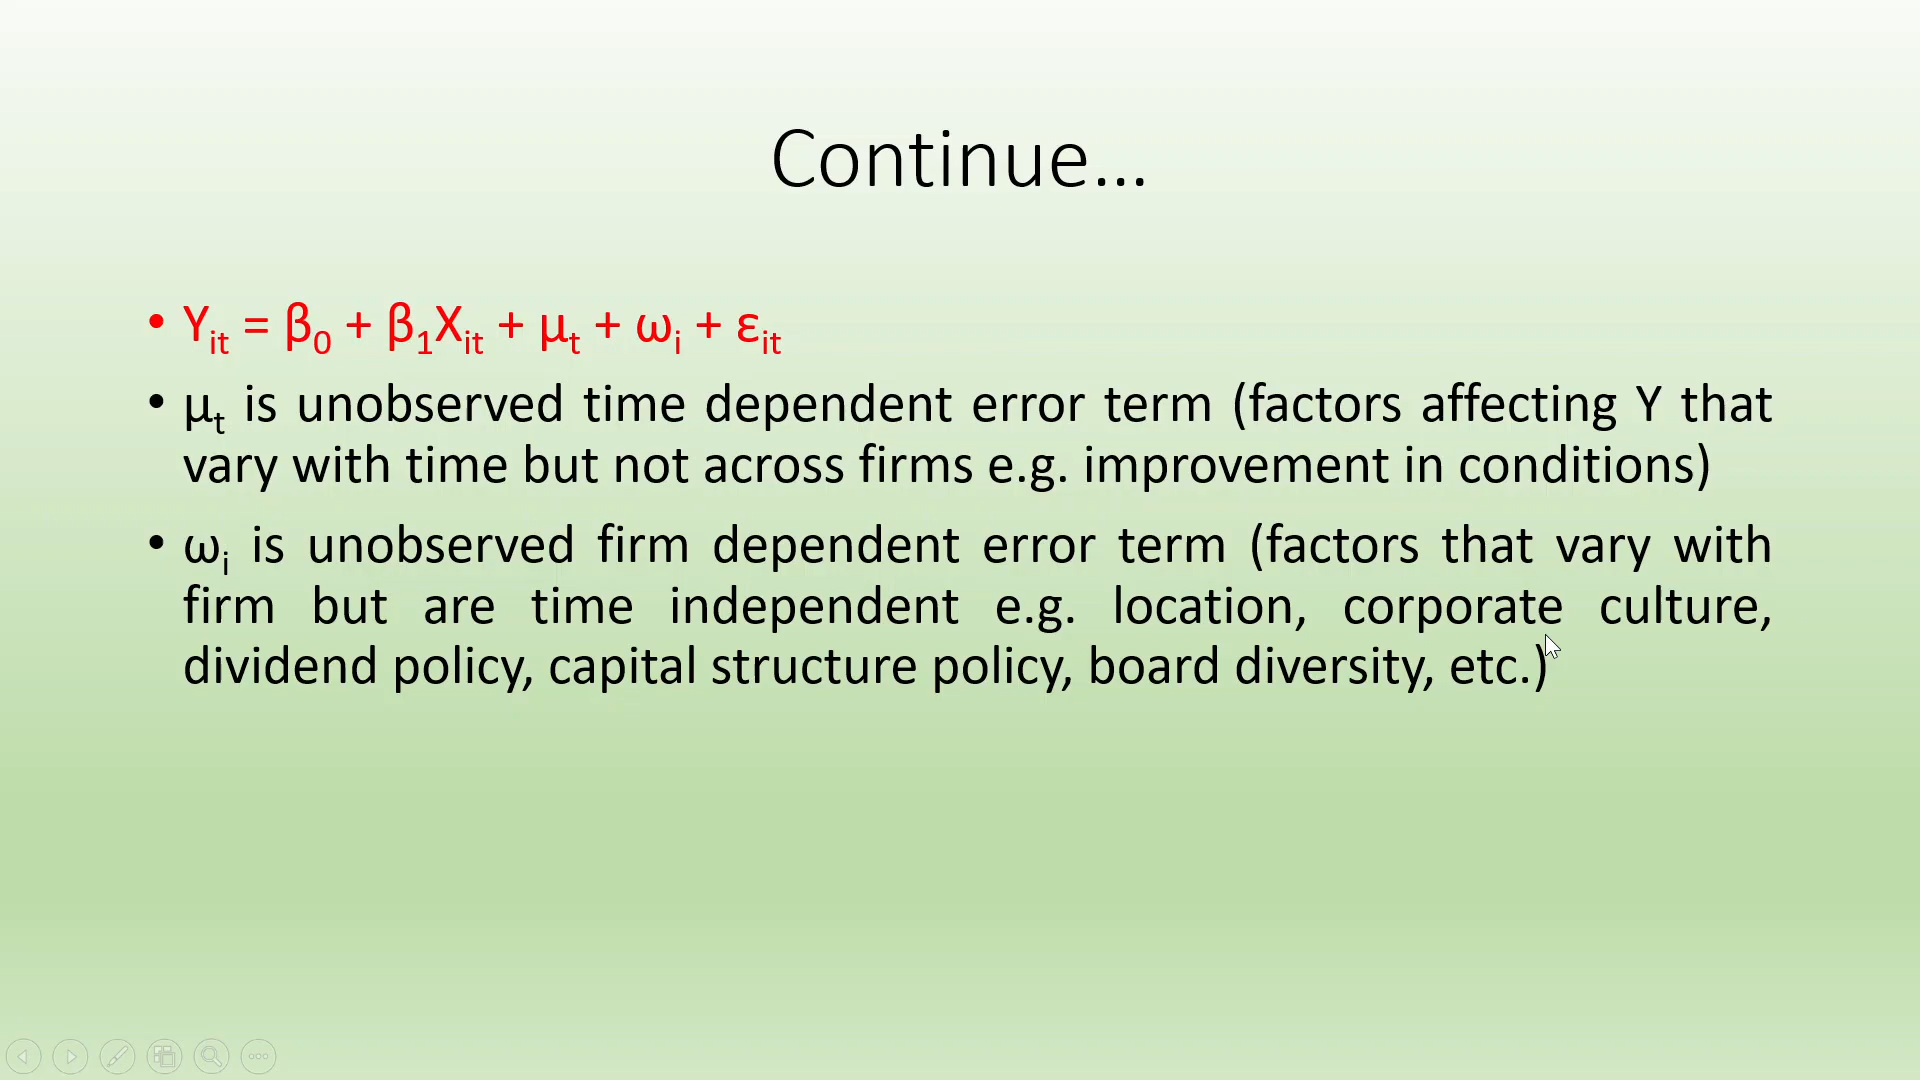 Continue...
• Yit = β0 + β1Xit + µt + ωi + εit
• µt is unobserved time dependent error term (factors affecting Y that
vary with time but not across firms e.g. improvement in conditions)
• ωi is unobserved firm dependent error term (factors that vary with
firm but are time independent e.g. location, corporate culture,
dividend policy, capital structure policy, board diversity, etc.)